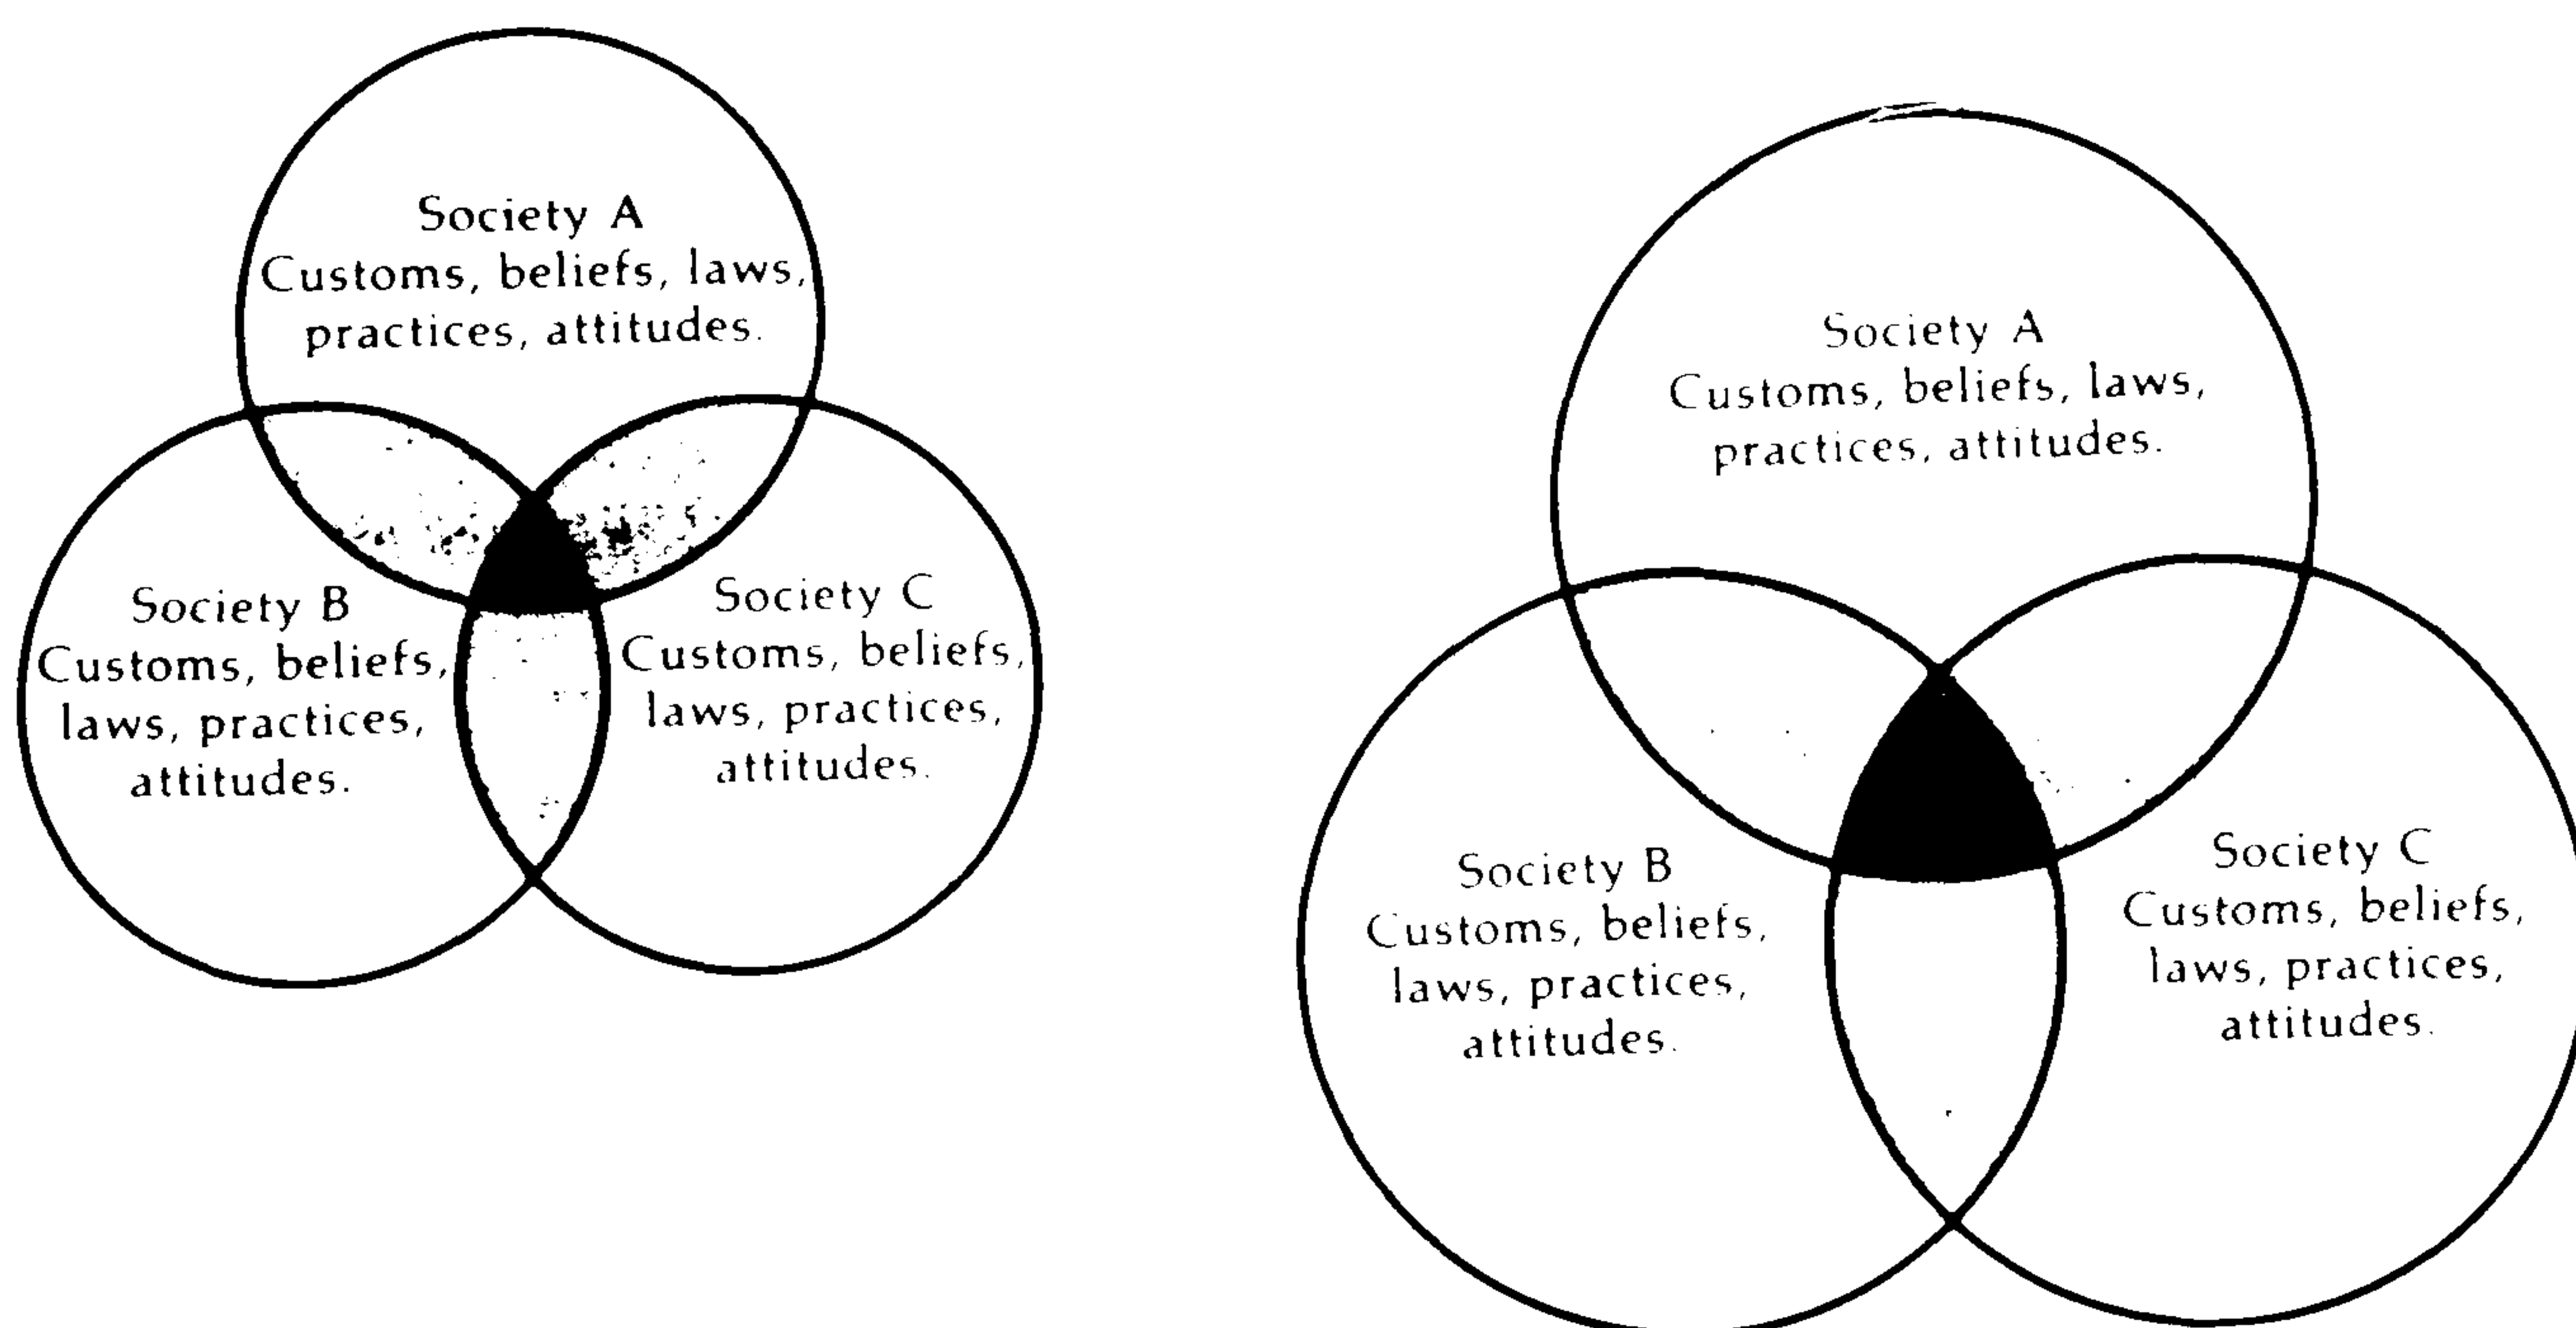 Society A
Customs, beliefs, laws,
practices, attitudes.
Society B
Customs, beliefs,
laws, practices,
attitudes.
Society C
Customs, beliefs,
laws, practices,
attitudes.
Society A
Customs, beliefs, laws,
practices, attitudes.
Society B
Customs, beliefs,
laws, practices,
attitudes.
Society C
Customs, beliefs,
laws, practices,
attitudes.